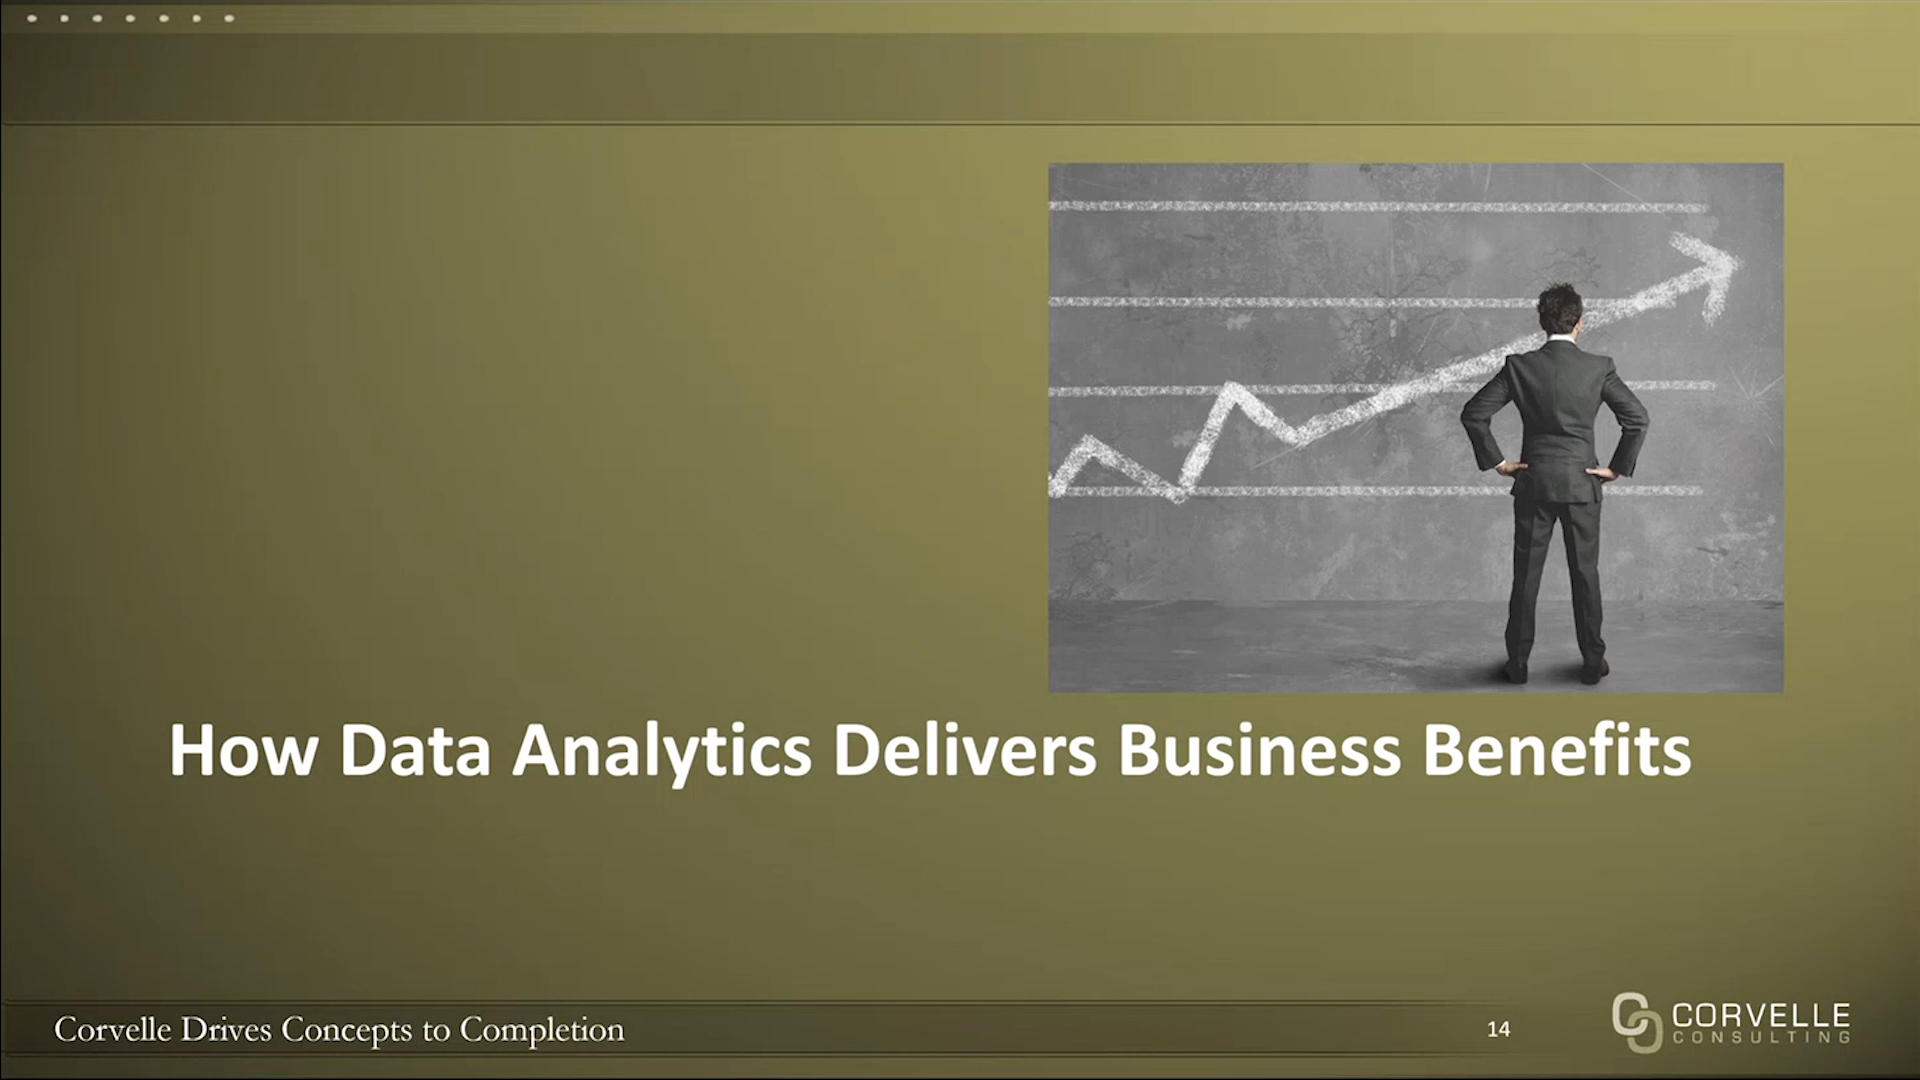 How Data Analytics Delivers Business Benefits
Corvelle Drives Concepts to Completion
14
CORVELLE
CONSULTING